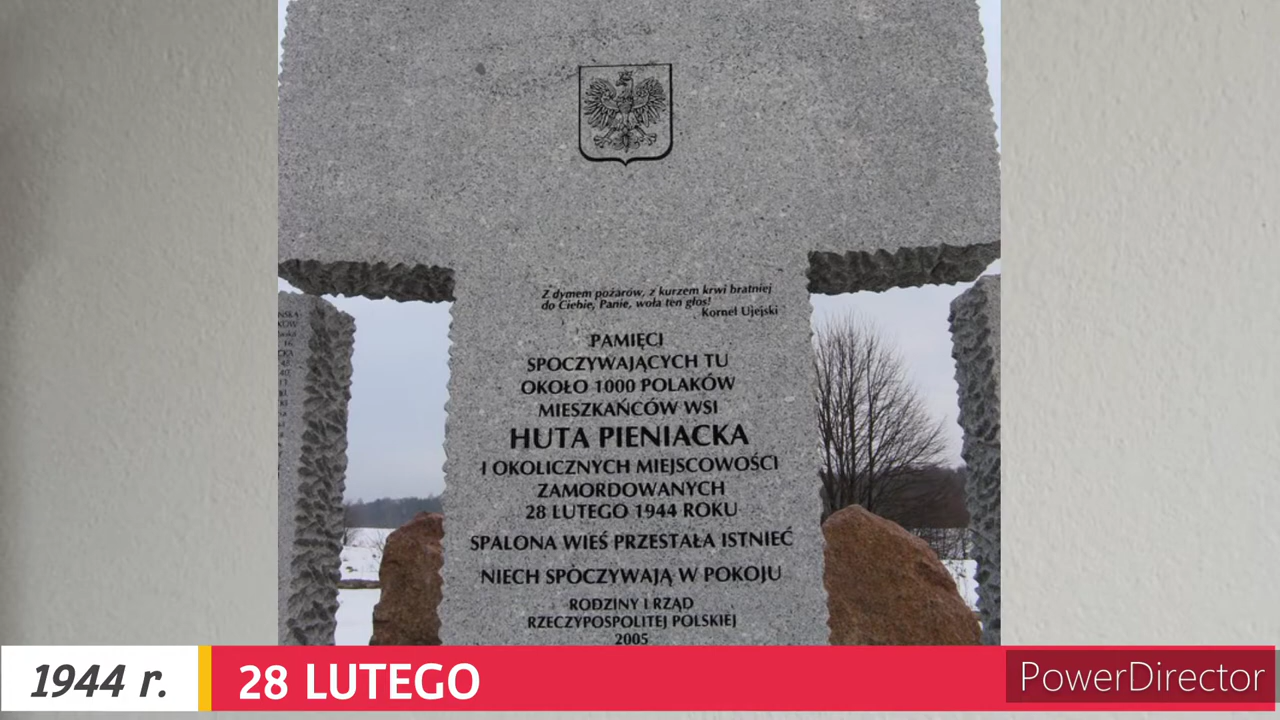 Z dymem pożarów, z kurzem krwi bratniej
do Ciebie, Panie, woła ten głos!
Kornel Ujejski
PAMIĘCI
SPOCZYWAJĄCYCH TU
OKOŁO 1000 POLAKÓW
MIESZKAŃCÓW WSI
HUTA PIENIACKA
I OKOLICZNYCH MIEJSCOWOŚCI
ZAMORDOWANYCH
28 LUTEGO 1944 ROKU
SPALONA WIEŚ PRZESTAŁA ISTNIEĆ
NIECH SPOCZYWAJĄ W POKOJU
RODZINY I RZĄD
RZECZYPOSPOLITEJ POLSKIEJ
2005
1944 r.
28 LUTEGO
PowerDirector